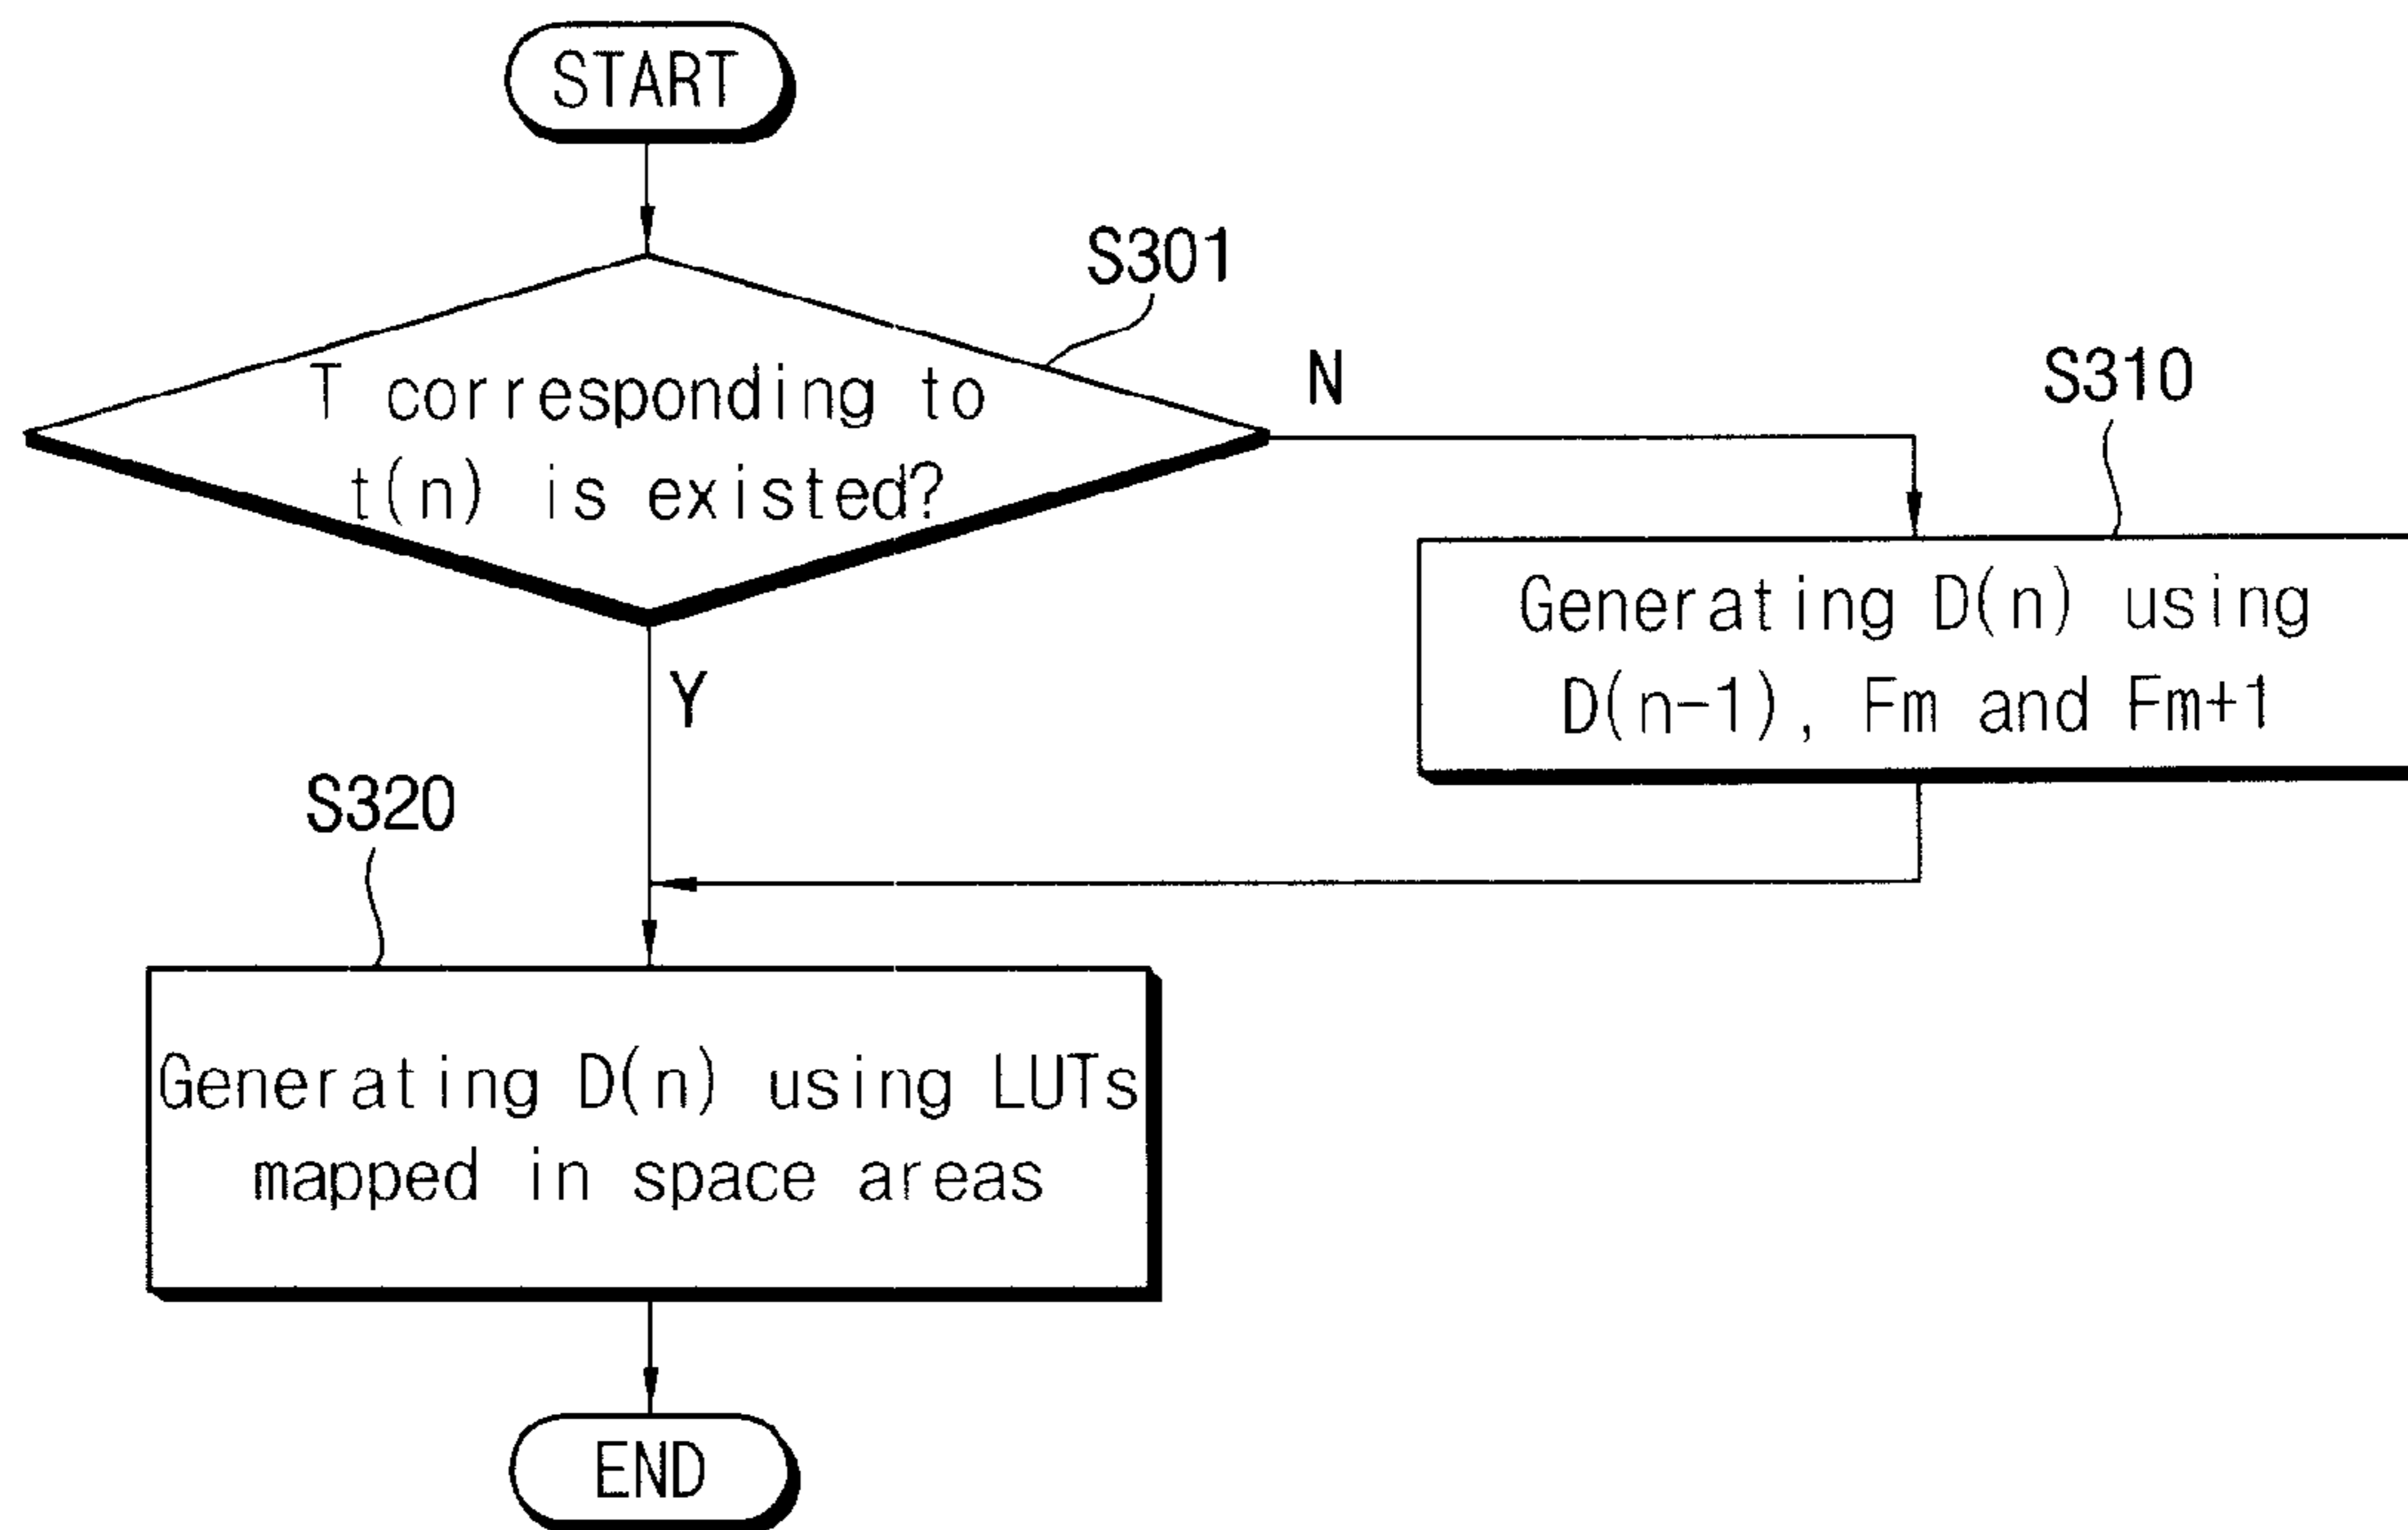 START
S301
T corresponding to
t(n) is existed?
N
S310
Generating D(n) using
D(n-1), Fm and Fm+1
Y
S320
Generating D(n) using LUTs
mapped in space areas
END